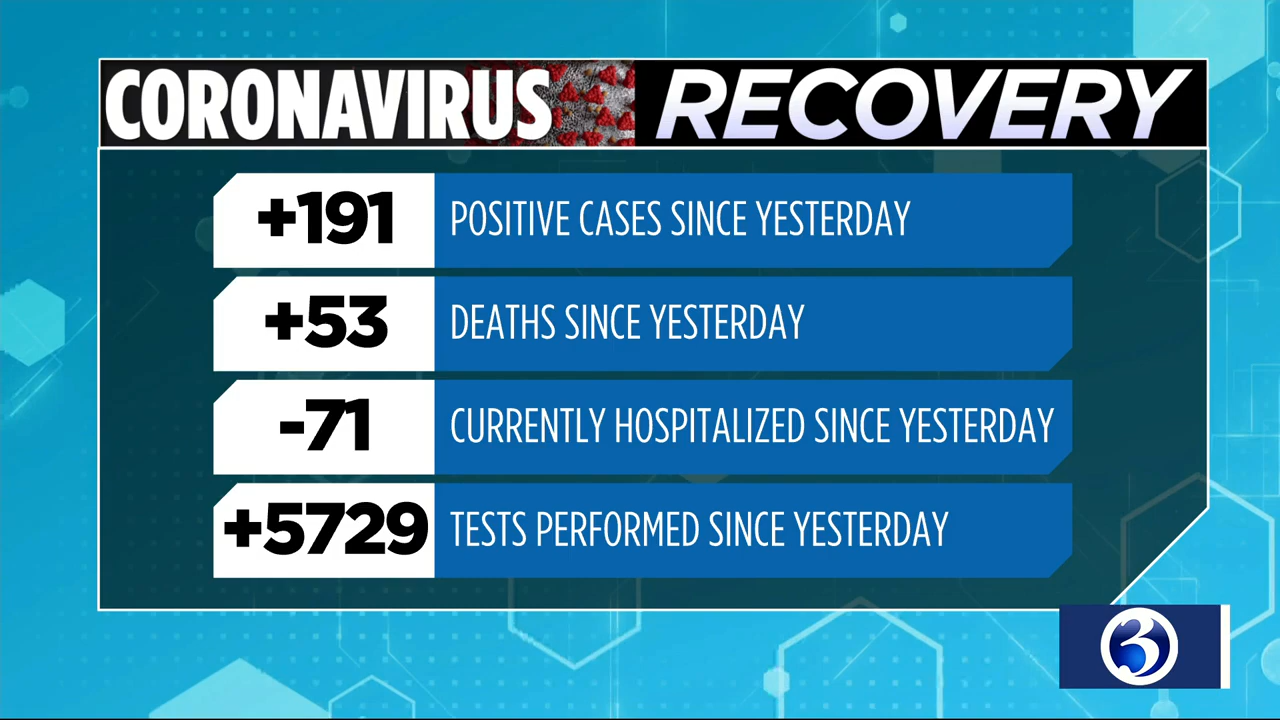 CORONAVIRUS RECOVERY
+191 POSITIVE CASES SINCE YESTERDAY
+53 DEATHS SINCE YESTERDAY
-71 CURRENTLY HOSPITALIZED SINCE YESTERDAY
+5729 TESTS PERFORMED SINCE YESTERDAY
3